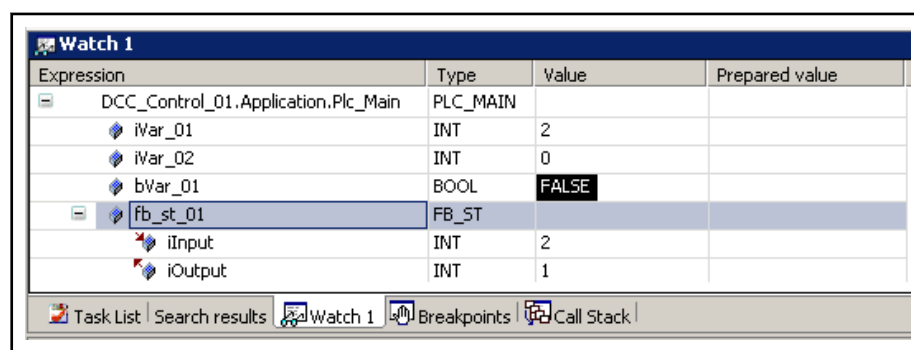 Watch 1
Expression Type Value Prepared value
DCC_Control_01.Application.Plc_Main PLC_MAIN
iVar_01 INT 2
iVar_02 INT 0
bVar_01 BOOL FALSE
fb_st_01 FB_ST
iInput INT 2
iOutput INT 1
Task List Search results Watch 1 Breakpoints Call Stack